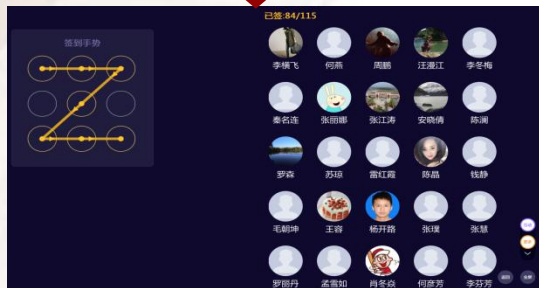 已签:84/115
签到手势
李横飞 何燕 周鹏 汪漫江 李冬梅
秦名连 张丽娜 张江涛 安晓倩 陈澜
罗森 苏琼 雷红霞 陈晶 钱静
毛朝坤 王容 杨开路 张璞 张慧
罗丽丹 孟雪如 肖冬焱 何彦芳 李芬芳